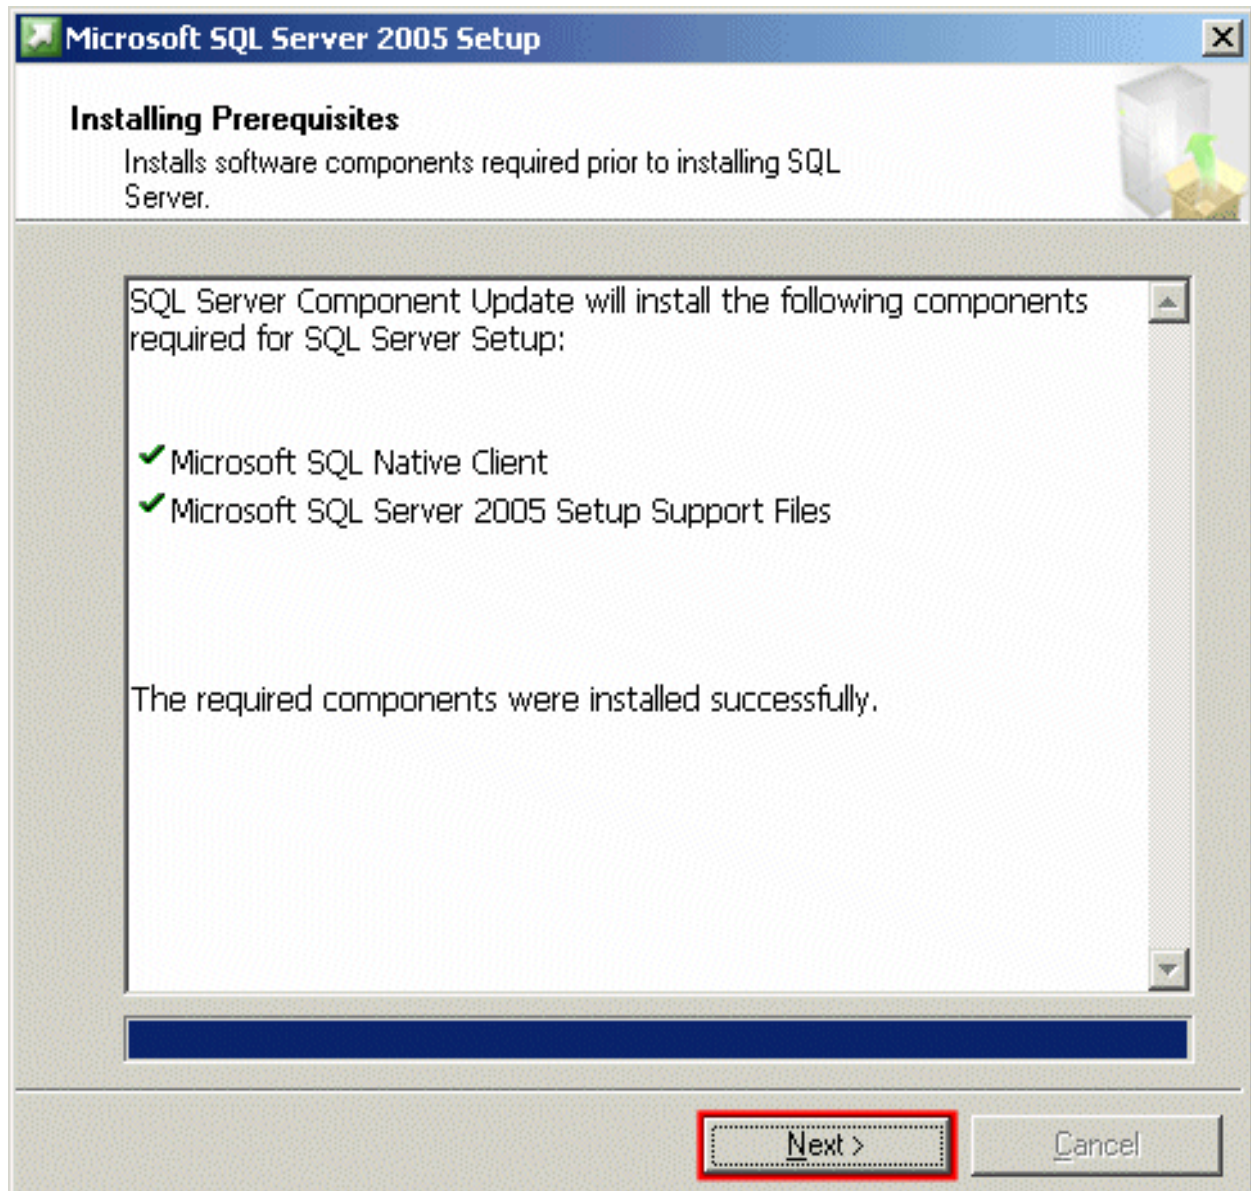 Microsoft SQL Server 2005 Setup
Installing Prerequisites
Installs software components required prior to installing SQL
Server.
SQL Server Component Update will install the following components
required for SQL Server Setup:
Microsoft SQL Native Client
Microsoft SQL Server 2005 Setup Support Files
The required components were installed successfully.
Next >
Cancel